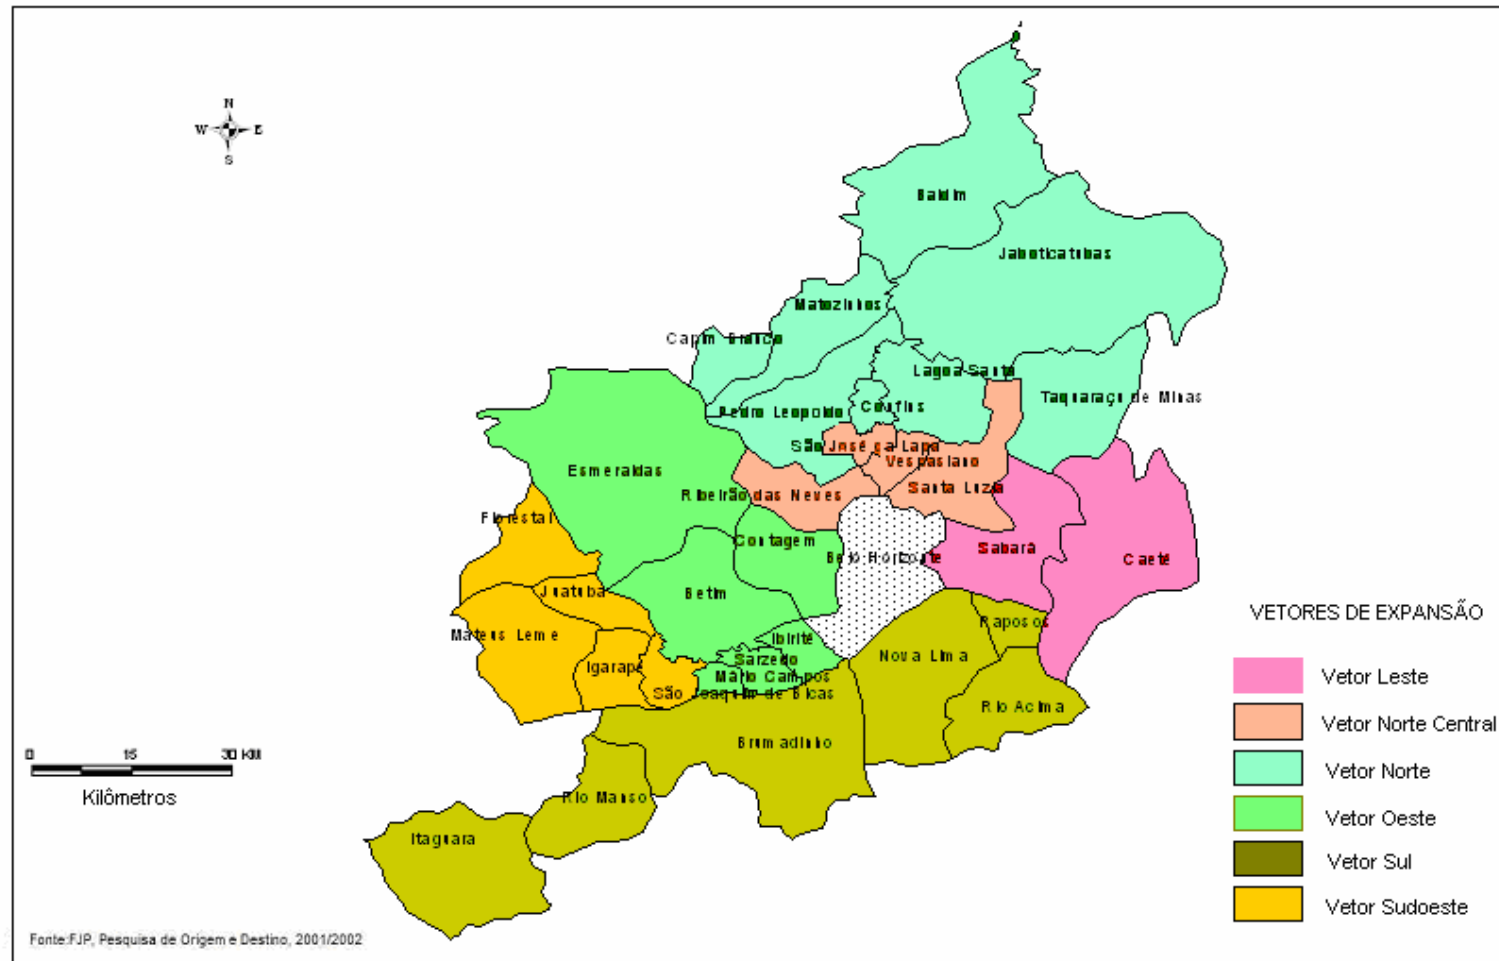 N
W E
S
Baldim
Jaboticatubas
Matozinhos
Capim Branco
Lagoa Santa
Taquaraçu de Minas
Pedro Leopoldo
Confins
São José da Lapa
Vespasiano
Esmeraldas
Santa Luzia
Ribeirão das Neves
Florestal
Contagem
Belo Horizonte
Sabará
Caeté
Juatuba
Betim
Raposos
Mateus Leme
Ibirité
Nova Lima
Sarzedo
Igarapé
Mário Campos
São Joaquim de Bicas
Rio Acima
Brumadinho
Rio Manso
Itaguara
VETORES DE EXPANSÃO
Vetor Leste
Vetor Norte Central
Vetor Norte
Vetor Oeste
Vetor Sul
Vetor Sudoeste
0 15 30 KM
Kilômetros
Fonte:FJP, Pesquisa de Origem e Destino, 2001/2002